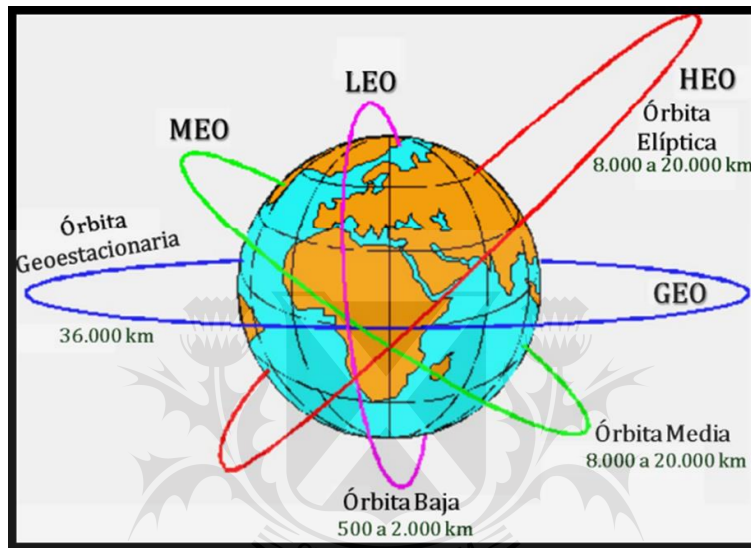 LEO
HEO
Órbita
Elíptica
8.000 a 20.000 km
MEO
Órbita
Geoestacionaria
GEO
36.000 km
Órbita Media
8.000 a 20.000 km
Órbita Baja
500 a 2.000 km